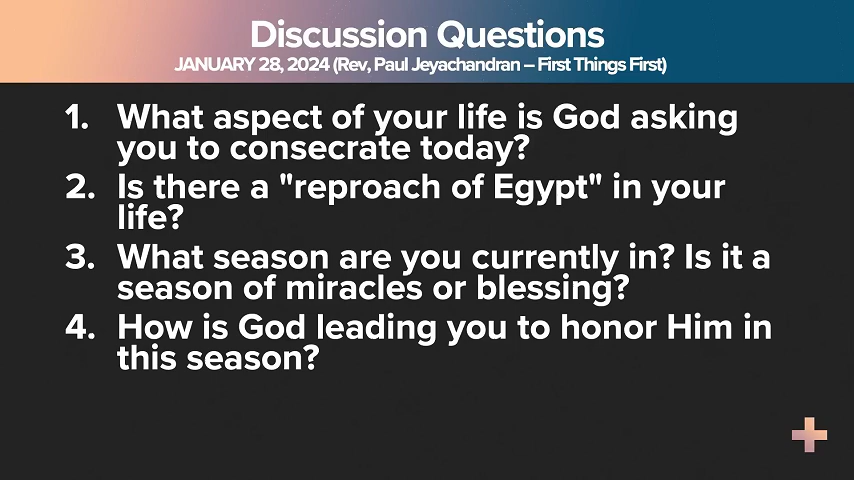 Discussion Questions
JANUARY 28, 2024 (Rev, Paul Jeyachandran – First Things First)
1. What aspect of your life is God asking
you to consecrate today?
2. Is there a "reproach of Egypt" in your
life?
3. What season are you currently in? Is it a
season of miracles or blessing?
4. How is God leading you to honor Him in
this season?